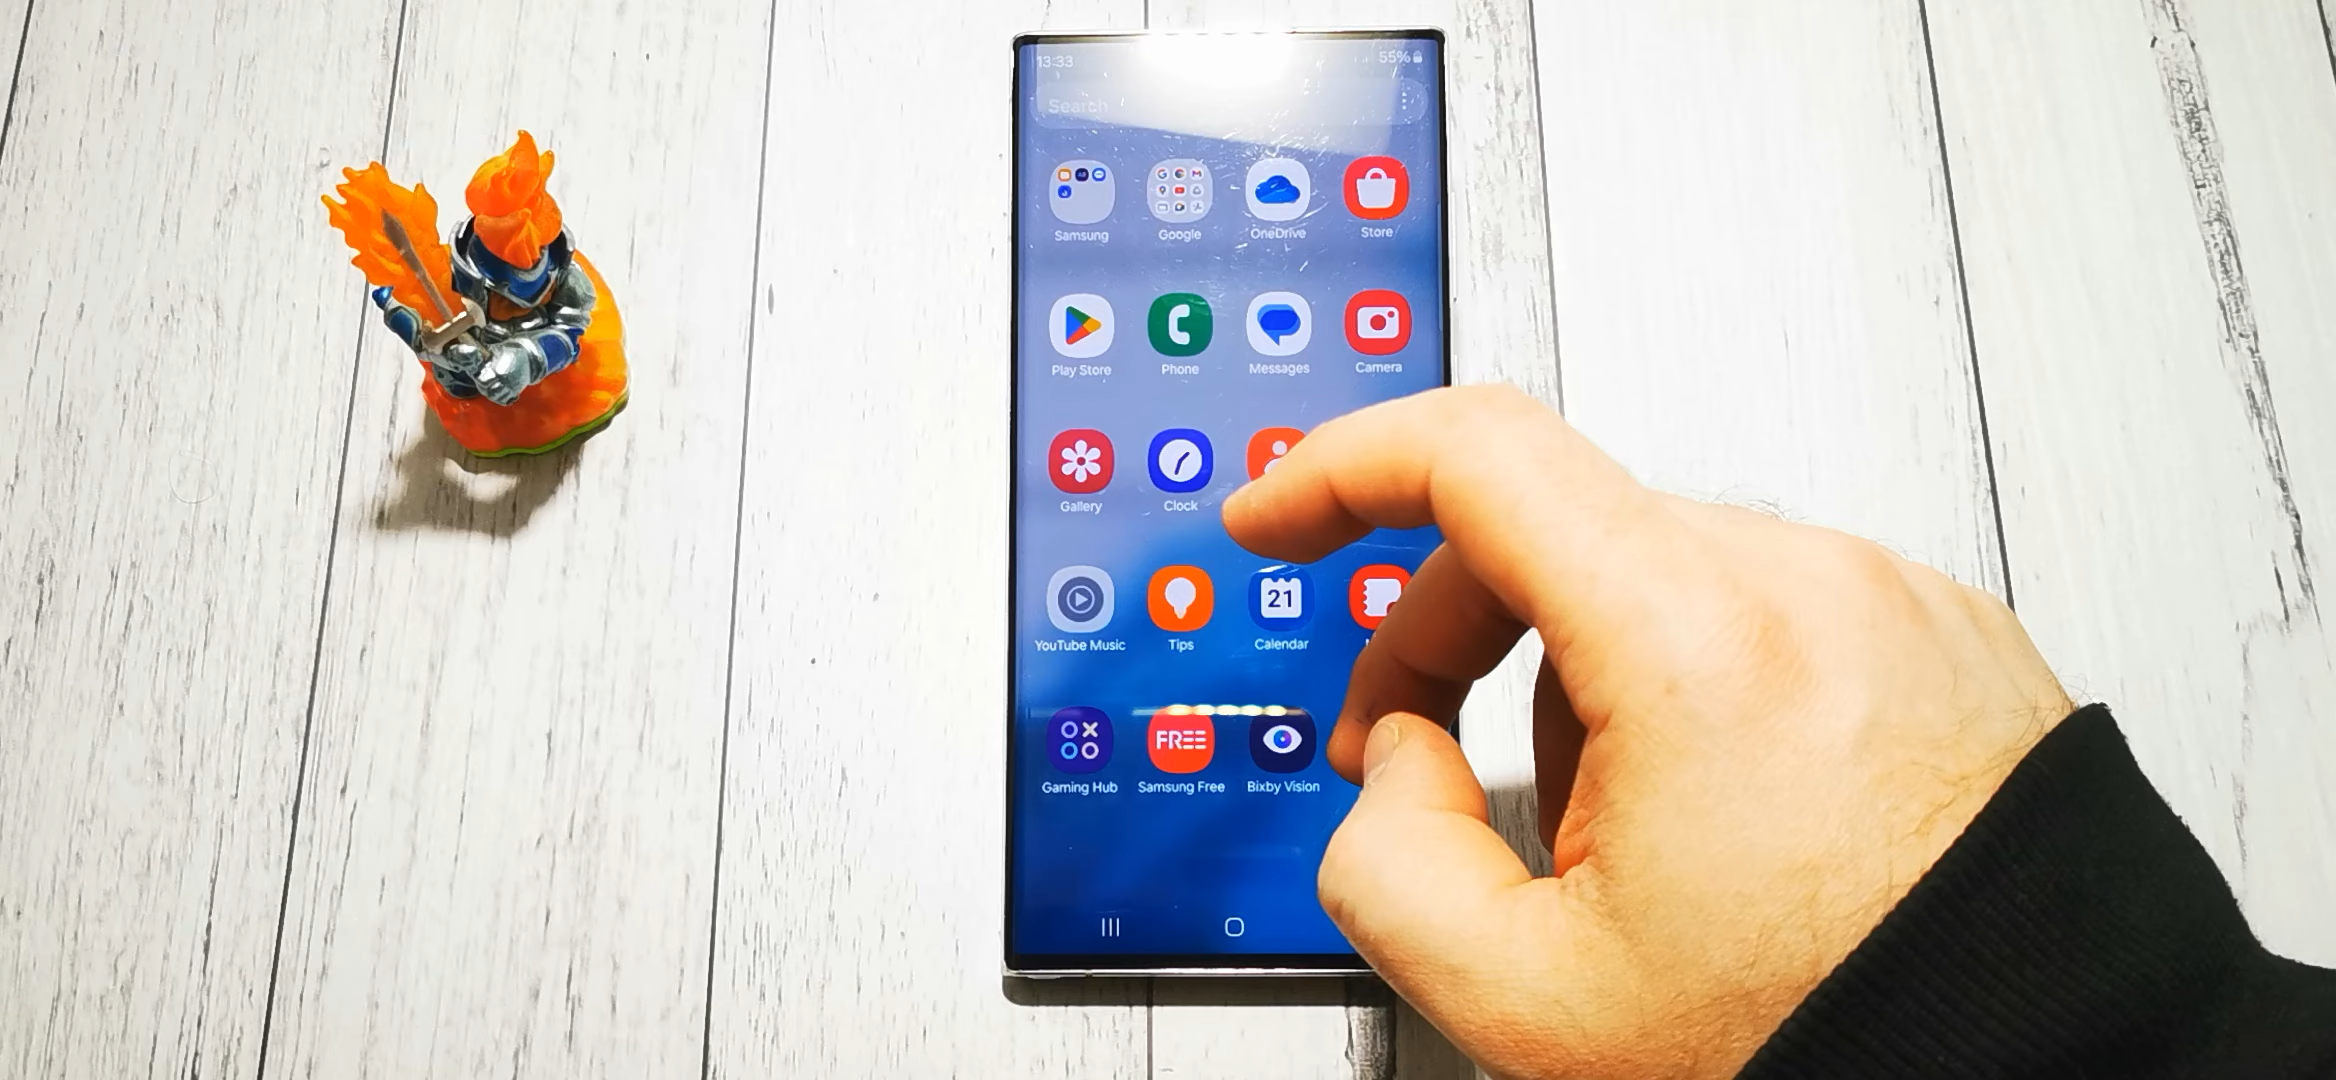 13:33 55%
Search
Samsung Google OneDrive Store
Play Store Phone Messages Camera
Gallery Clock
21
YouTube Music Tips Calendar
FREE
Gaming Hub Samsung Free Bixby Vision